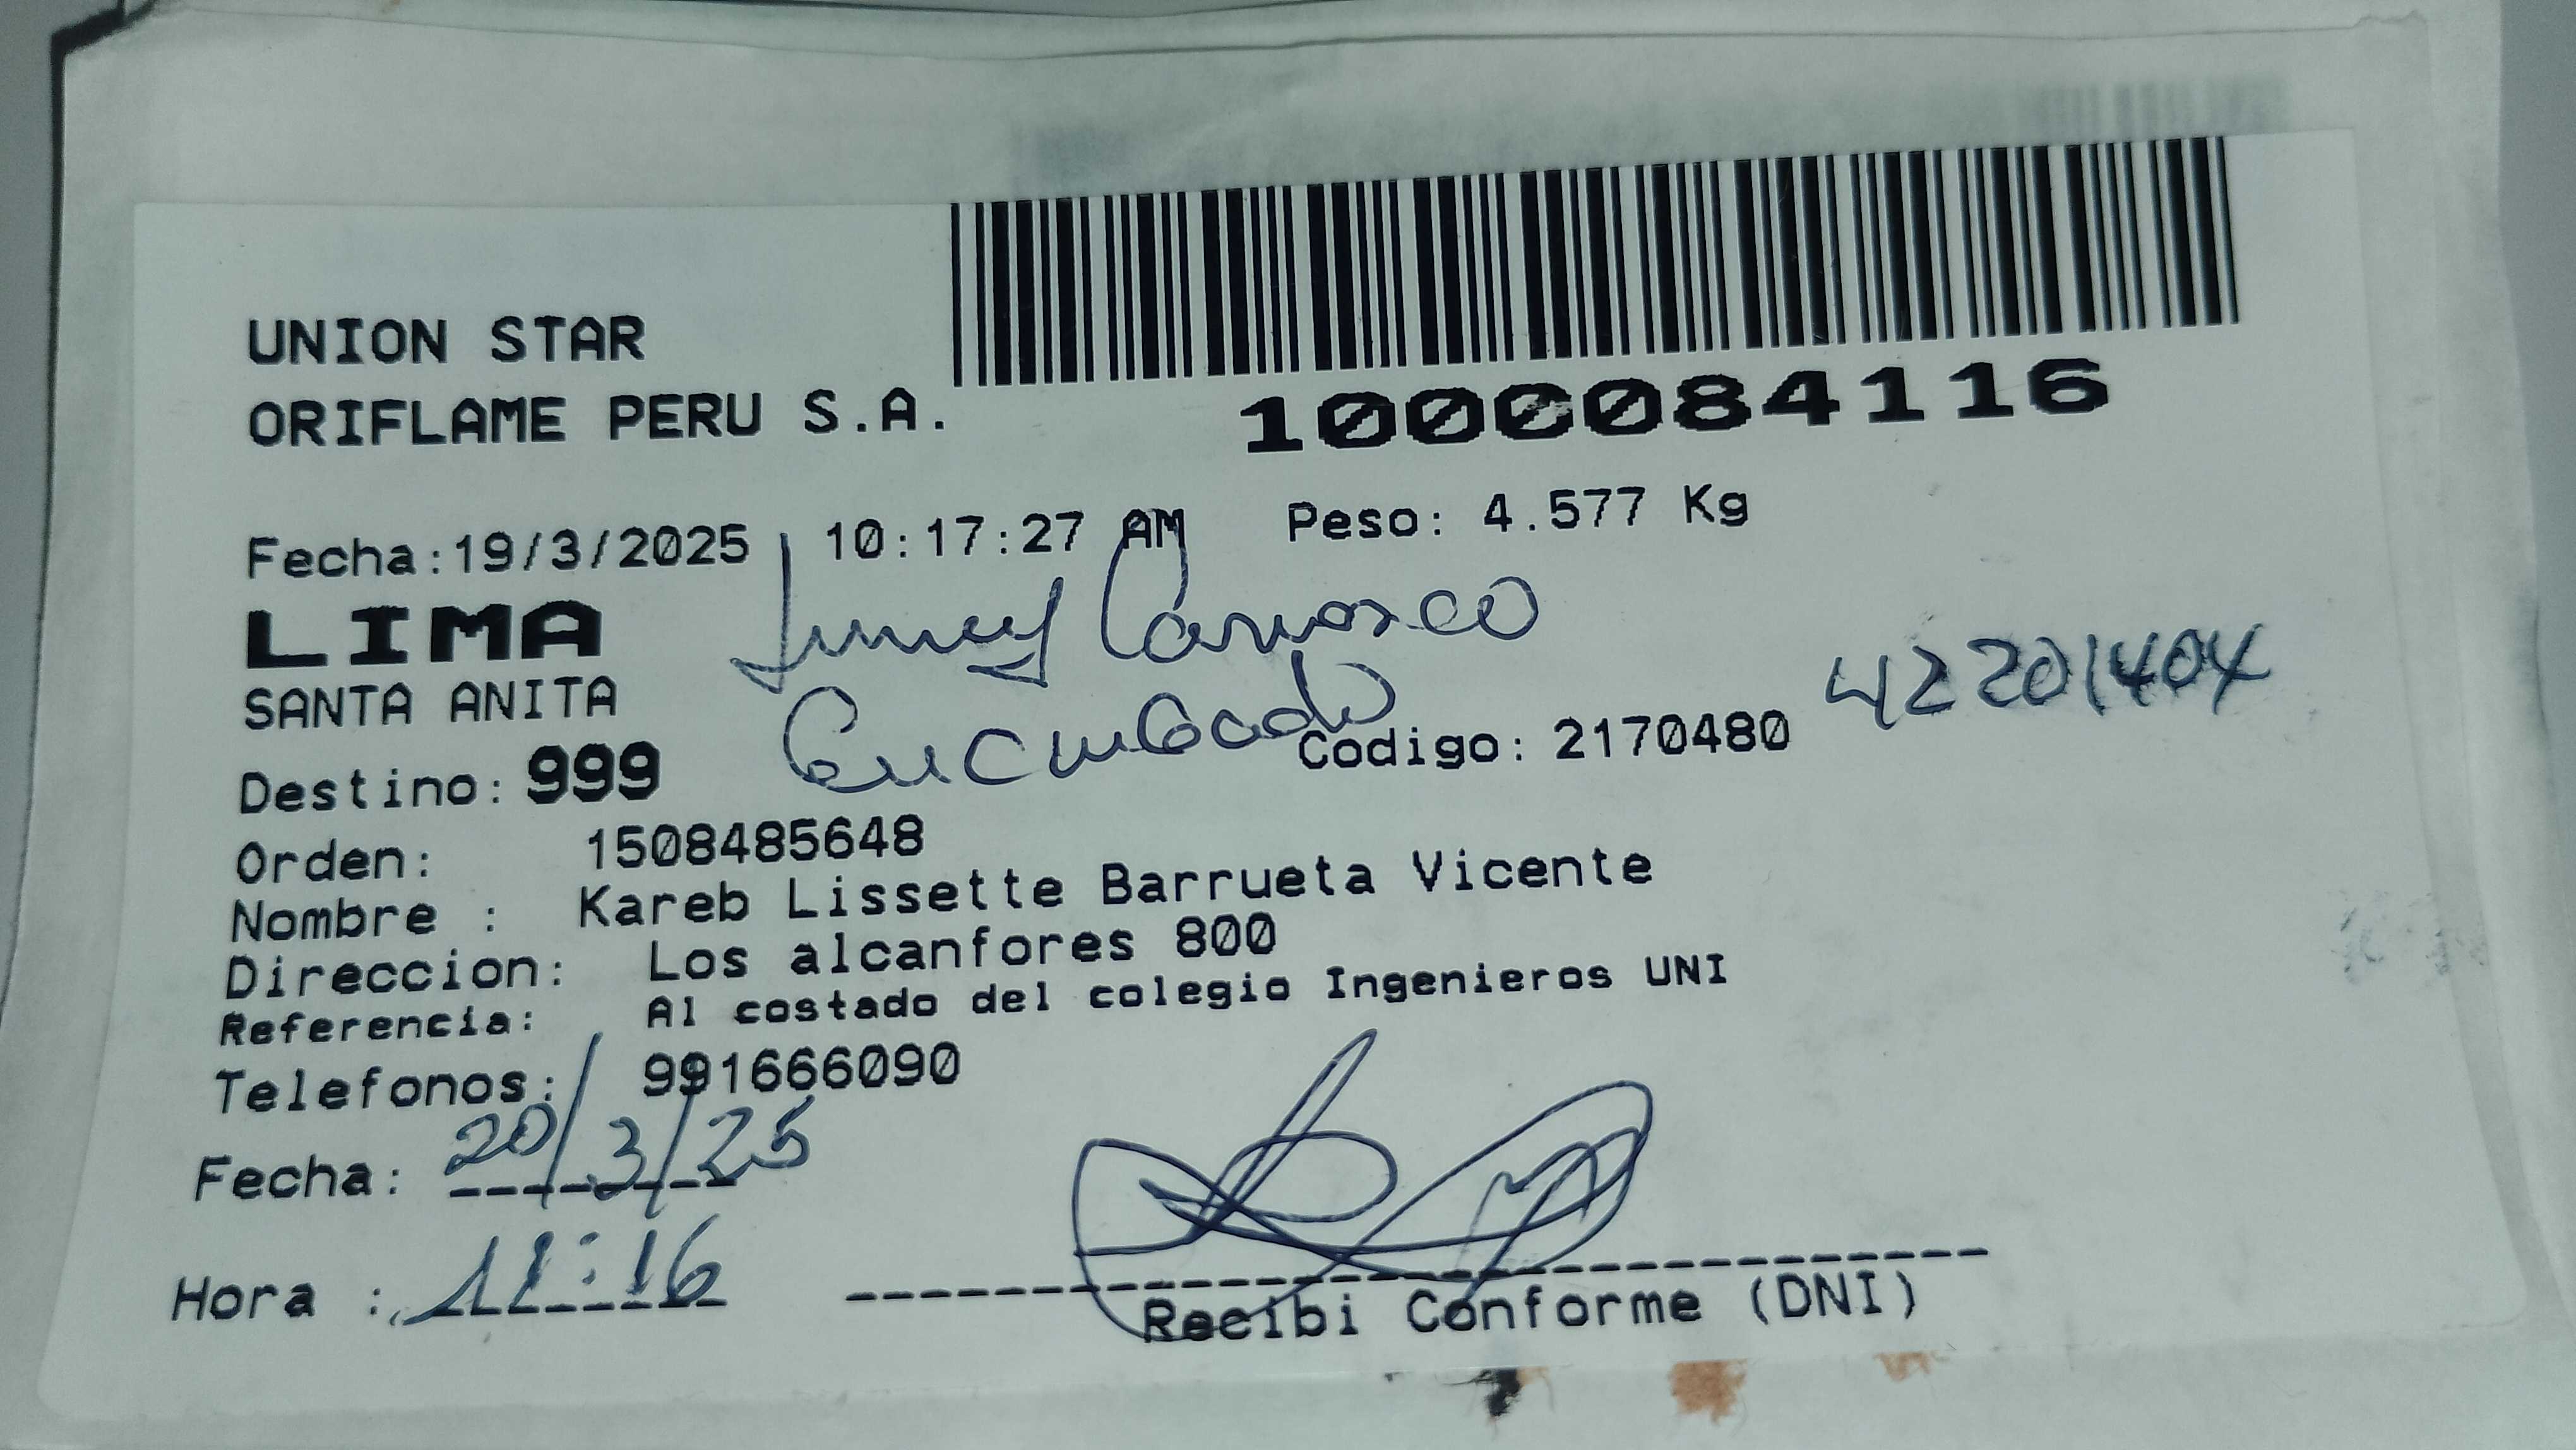 UNION STAR
ORIFLAME PERU S.A.
1000084116
Fecha:19/3/2025 10:17:27 AM Peso: 4.577 Kg
LIMA
Jimmy Carrasco
SANTA ANITA
Destino: 999
Codigo: 2170480
Orden: 1508485648
Nombre : Kareb Lissette Barrueta Vicente
Direccion: Los alcanfores 800
Referencia: Al costado del colegio Ingenieros UNI
Telefonos: 991666090
Fecha: 20/3/25
Hora : 11:16
Recibi Conforme (DNI)